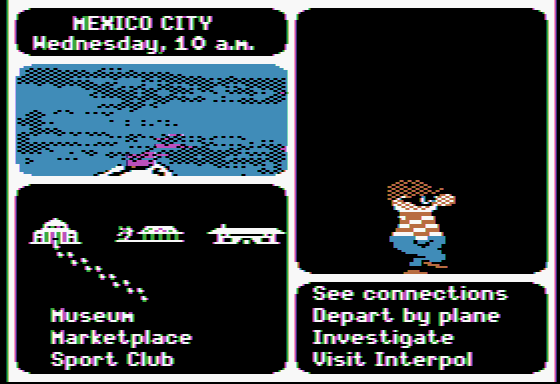 MEXICO CITY
Wednesday, 10 a.m.
Museum
Marketplace
Sport Club
See connections
Depart by plane
Investigate
Visit Interpol